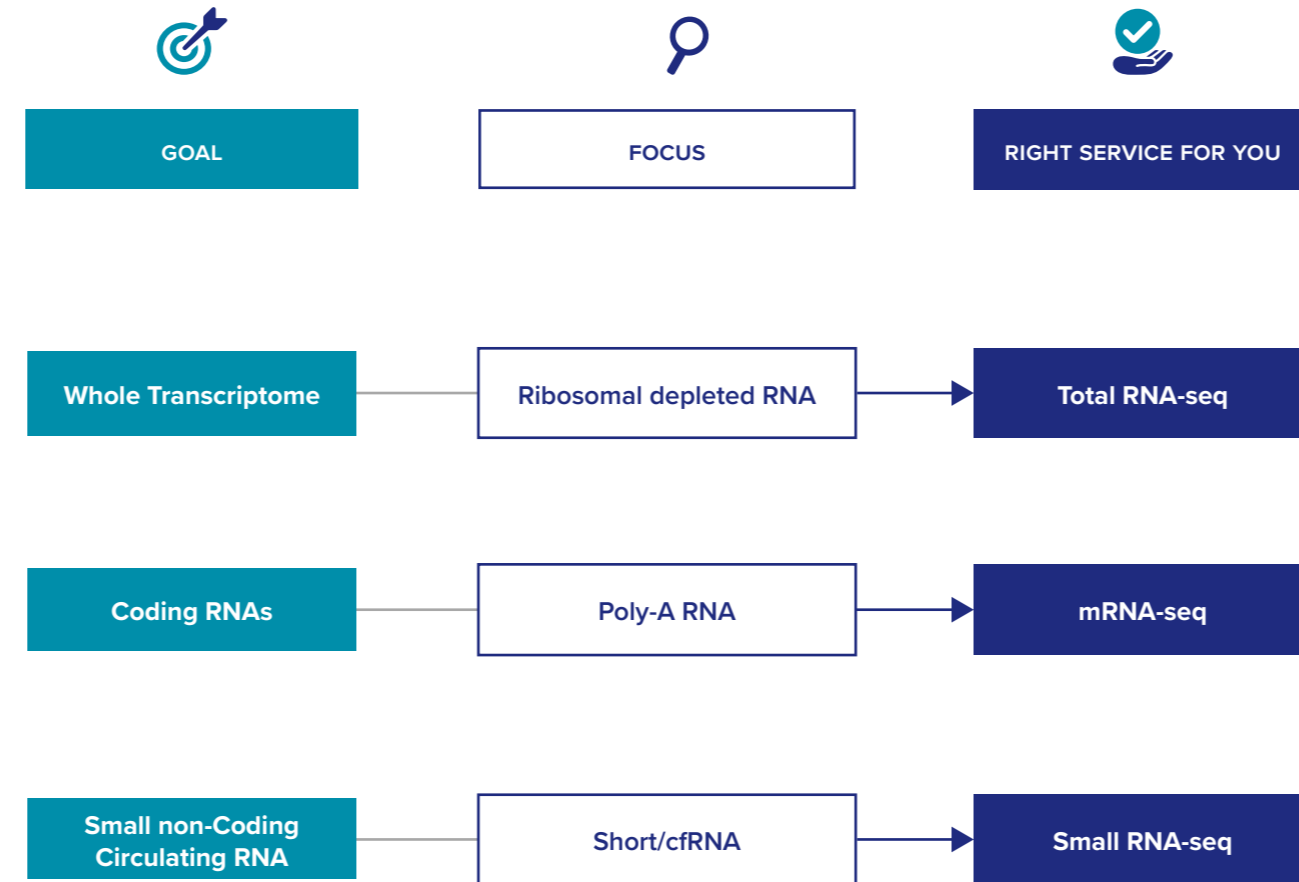 GOAL
FOCUS
RIGHT SERVICE FOR YOU
Whole Transcriptome
Ribosomal depleted RNA
Total RNA-seq
Coding RNAs
Poly-A RNA
mRNA-seq
Small non-Coding
Circulating RNA
Short/cfRNA
Small RNA-seq